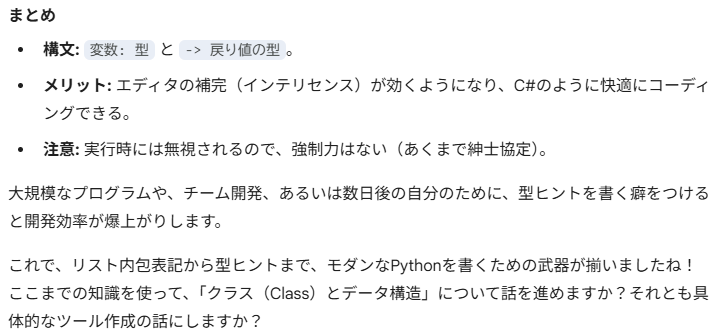 まとめ
• 構文: 変数: 型 と -> 戻り値の型 。
• メリット: エディタの補完（インテリセンス）が効くようになり、C#のように快適にコーディ
ングできる。
• 注意: 実行時には無視されるので、強制力はない（あくまで紳士協定）。
大規模なプログラムや、チーム開発、あるいは数日後の自分のために、型ヒントを書く癖をつける
と開発効率が爆上がりします。
これで、リスト内包表記から型ヒントまで、モダンなPythonを書くための武器が揃いましたね！
ここまでの知識を使って、「クラス（Class）とデータ構造」について話を進めますか？それとも具
体的なツール作成の話にしますか？